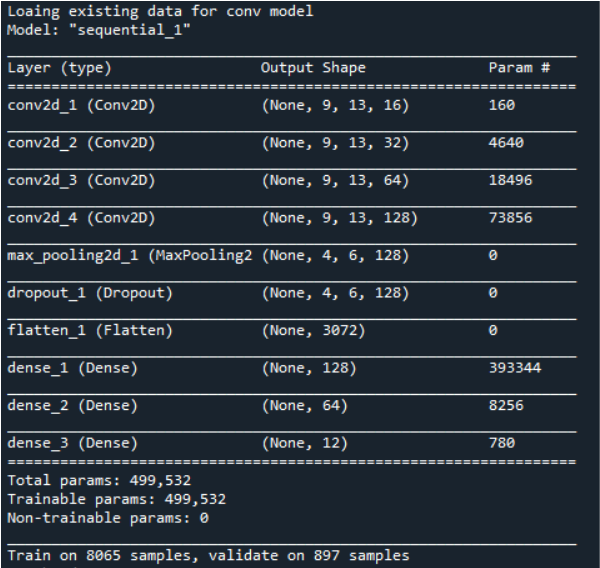 Loaing existing data for conv model
Model: "sequential_1"
Layer (type) Output Shape Param #
conv2d_1 (Conv2D) (None, 9, 13, 16) 160
conv2d_2 (Conv2D) (None, 9, 13, 32) 4640
conv2d_3 (Conv2D) (None, 9, 13, 64) 18496
conv2d_4 (Conv2D) (None, 9, 13, 128) 73856
max_pooling2d_1 (MaxPooling2 (None, 4, 6, 128) 0
dropout_1 (Dropout) (None, 4, 6, 128) 0
flatten_1 (Flatten) (None, 3072) 0
dense_1 (Dense) (None, 128) 393344
dense_2 (Dense) (None, 64) 8256
dense_3 (Dense) (None, 12) 780
Total params: 499,532
Trainable params: 499,532
Non-trainable params: 0
Train on 8065 samples, validate on 897 samples